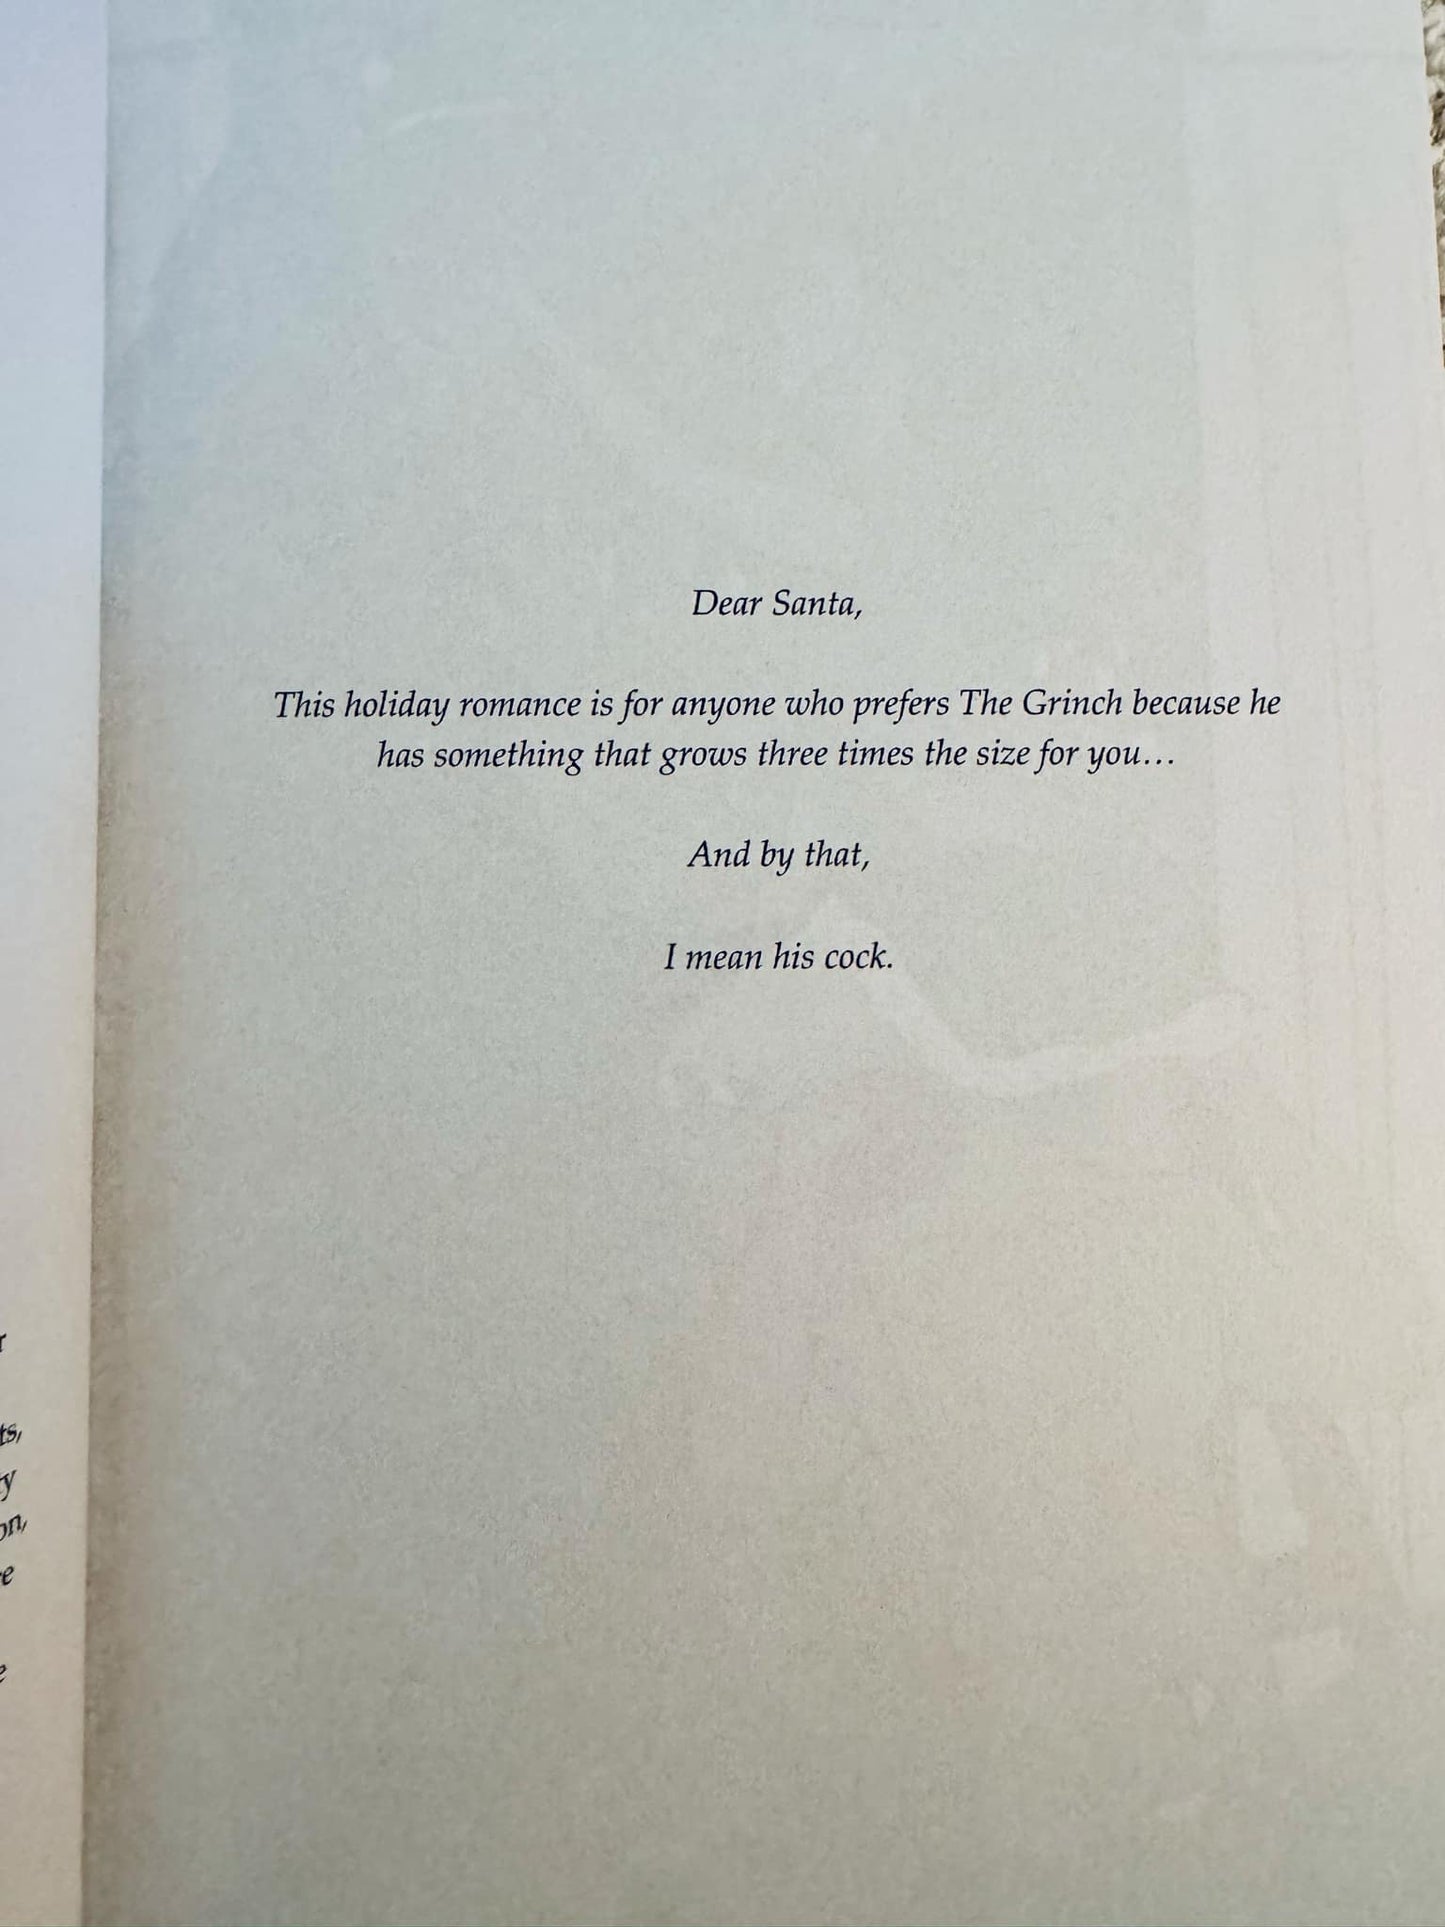 Dear Santa,
This holiday romance is for anyone who prefers The Grinch because he
has something that grows three times the size for you...
And by that,
I mean his cock.